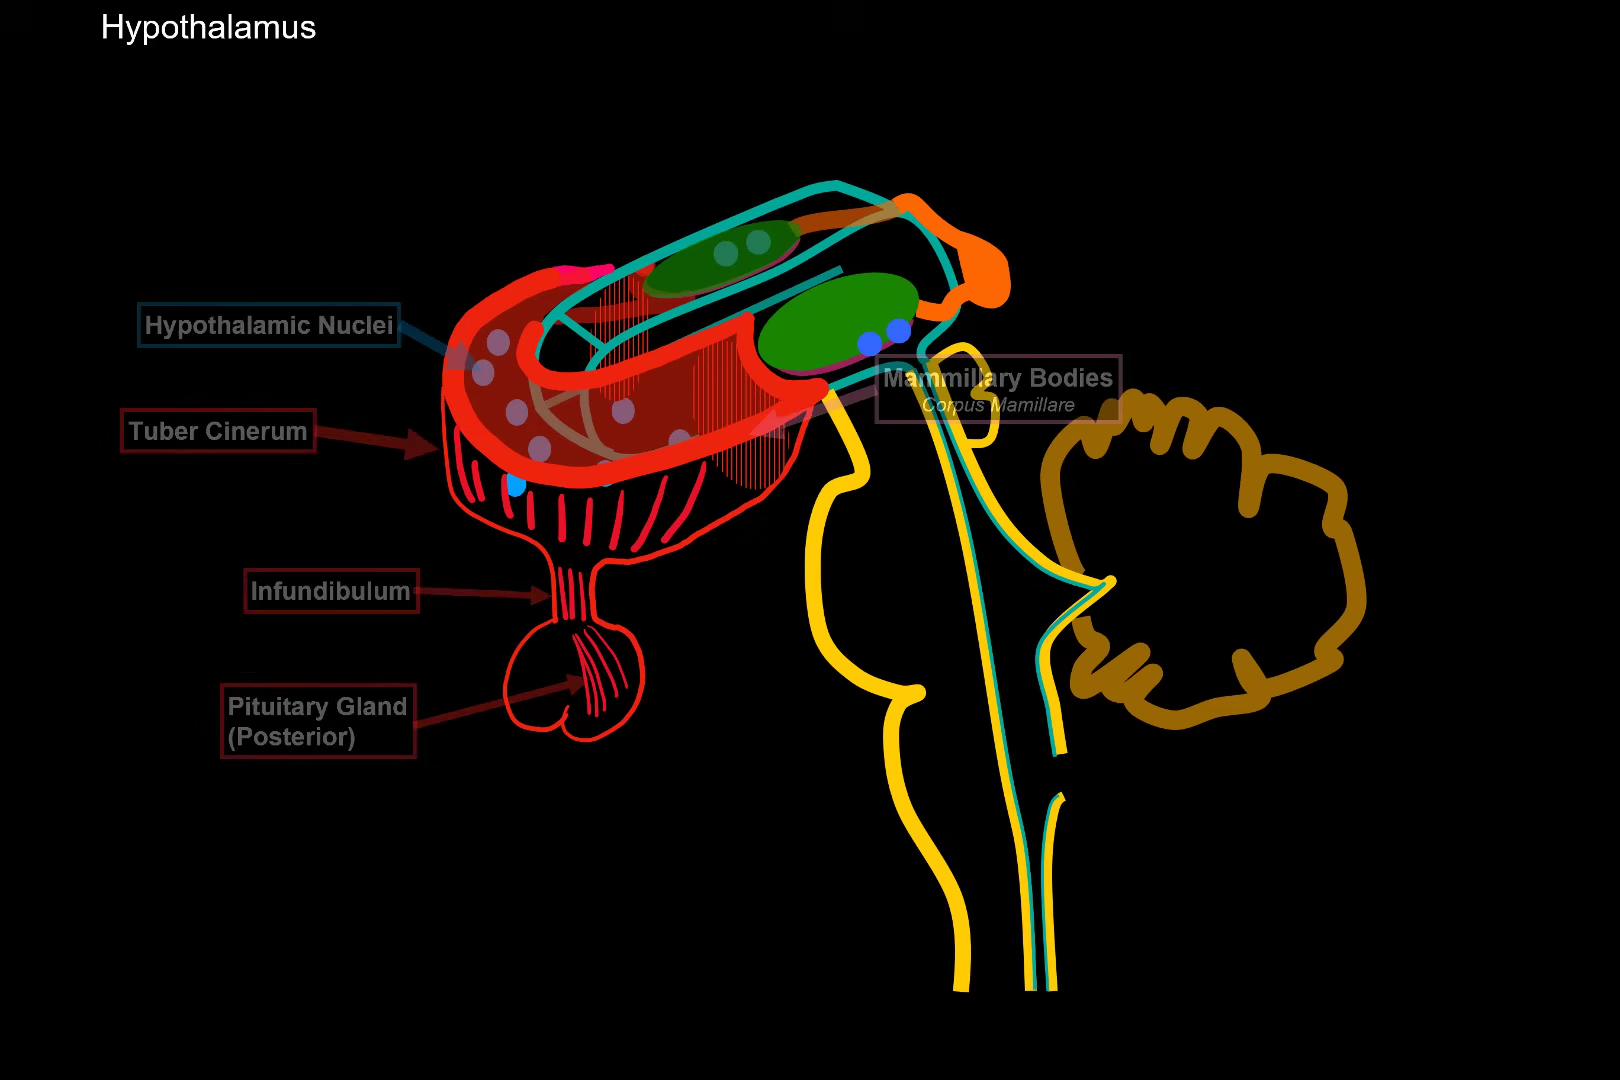 Hypothalamus
Hypothalamic Nuclei
Mammillary Bodies
Corpus Mamillare
Tuber Cinerum
Infundibulum
Pituitary Gland
(Posterior)